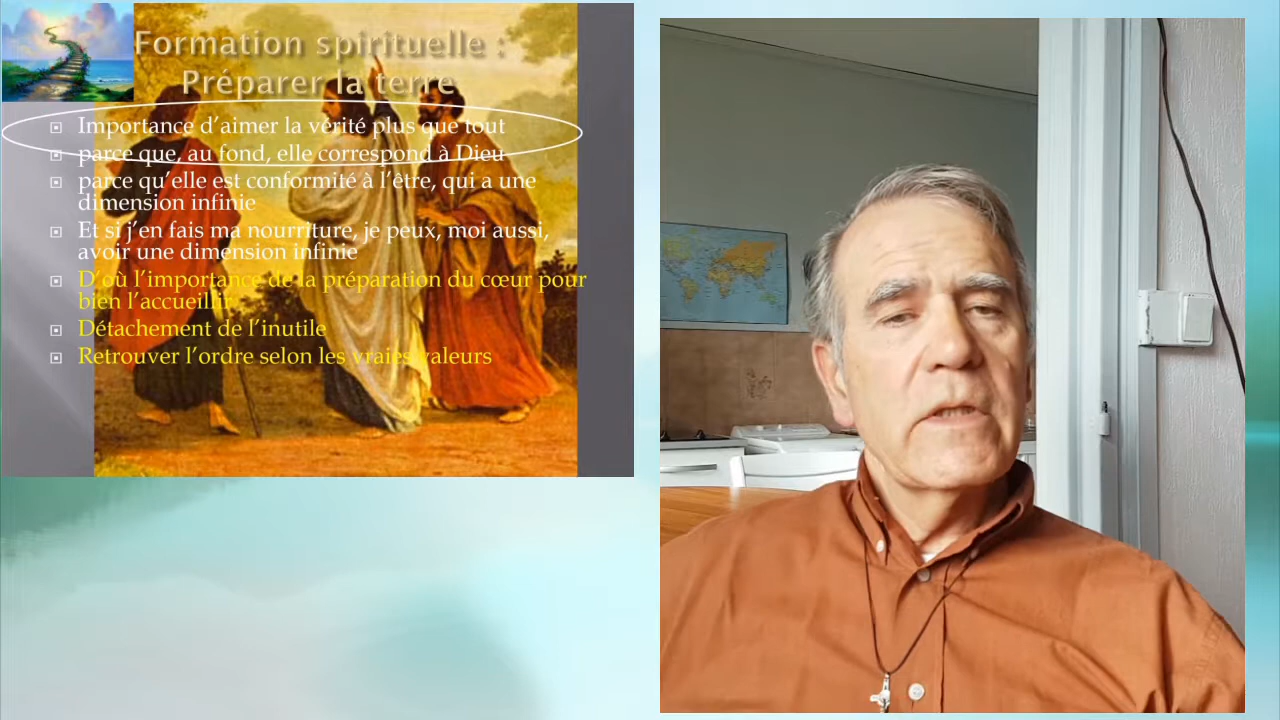 Formation spirituelle :
Préparer la terre
Importance d’aimer la vérité plus que tout
parce que, au fond, elle correspond à Dieu
parce qu’elle est conformité à l’être, qui a une
dimension infinie
Et si j’en fais ma nourriture, je peux, moi aussi,
avoir une dimension infinie
D’où l’importance de la préparation du cœur pour
bien l’accueillir
Détachement de l’inutile
Retrouver l’ordre selon les vraies valeurs